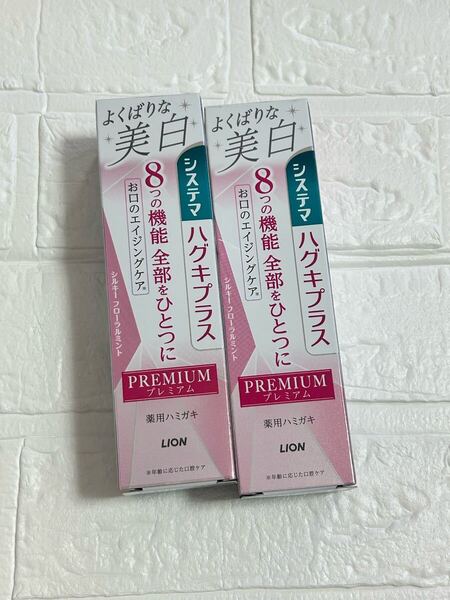 よくばりな
美白
システマ
ハグキプラス
8つの機能 全部をひとつに
お口のエイジングケア※
シルキー フローラルミント
PREMIUM
プレミアム
薬用ハミガキ
LION
※年齢に応じた口腔ケア
よくばりな
美白
システマ
ハグキプラス
8つの機能 全部をひとつに
お口のエイジングケア※
シルキー フローラルミント
PREMIUM
プレミアム
薬用ハミガキ
LION
※年齢に応じた口腔ケア